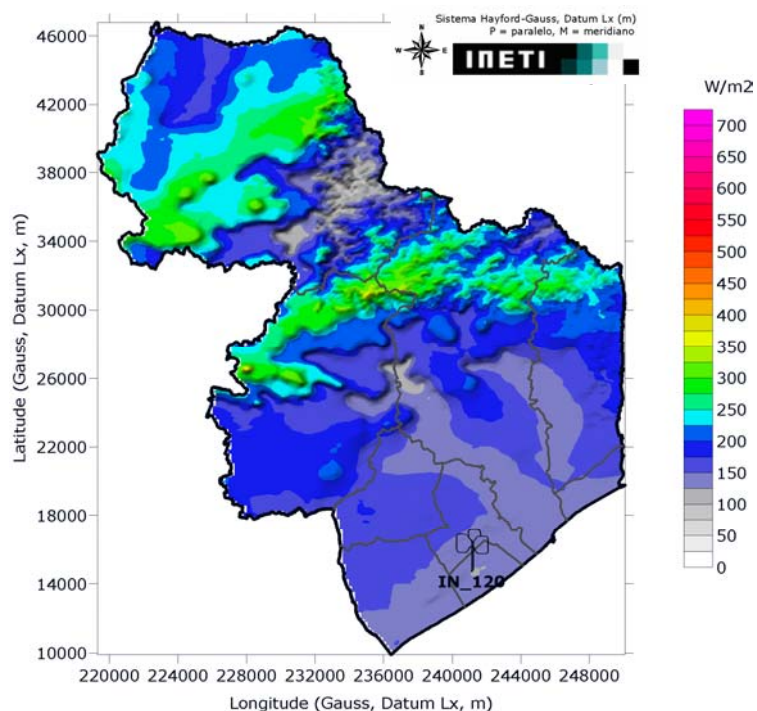 Sistema Hayford-Gauss, Datum Lx (m)
P = paralelo, M = meridiano
N
W E
S
INETI
W/m2
700
650
600
550
500
450
400
350
300
250
200
150
100
50
0
46000
42000
38000
34000
30000
26000
22000
18000
14000
10000
Latitude (Gauss, Datum Lx, m)
IN_120
220000 224000 228000 232000 236000 240000 244000 248000
Longitude (Gauss, Datum Lx, m)